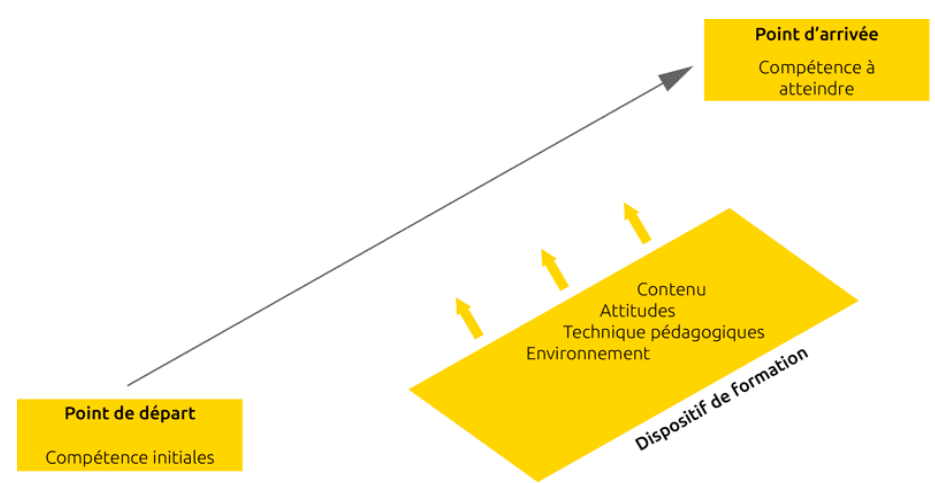 Point d'arrivée
Compétence à
atteindre
Contenu
Attitudes
Technique pédagogiques
Environnement
Dispositif de formation
Point de départ
Compétence initiales